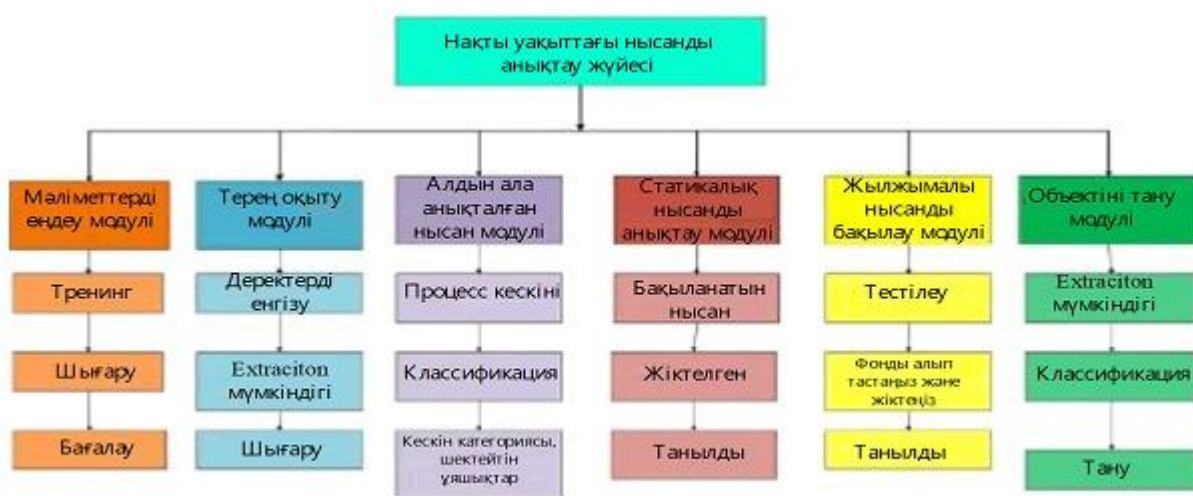 Нақты уақыттағы нысанды
анықтау жүйесі
Мәліметтерді
өңдеу модулі
Терең оқыту
модулі
Алдын ала
анықталған
нысан модулі
Статикалық
нысанды
анықтау модулі
Жылжымалы
нысанды
бақылау модулі
Объектіні тану
модулі
Тренинг
Деректерді
енгізу
Процесс кескіні
Бақыланатын
нысан
Тестілеу
Extraciton
мүмкіндігі
Шығару
Extraciton
мүмкіндігі
Классификация
Жіктелген
Фонды алып
тастаңыз және
жіктеңіз
Классификация
Бағалау
Шығару
Кескін категориясы,
шектейтін
ұяшықтар
Танылды
Танылды
Тану